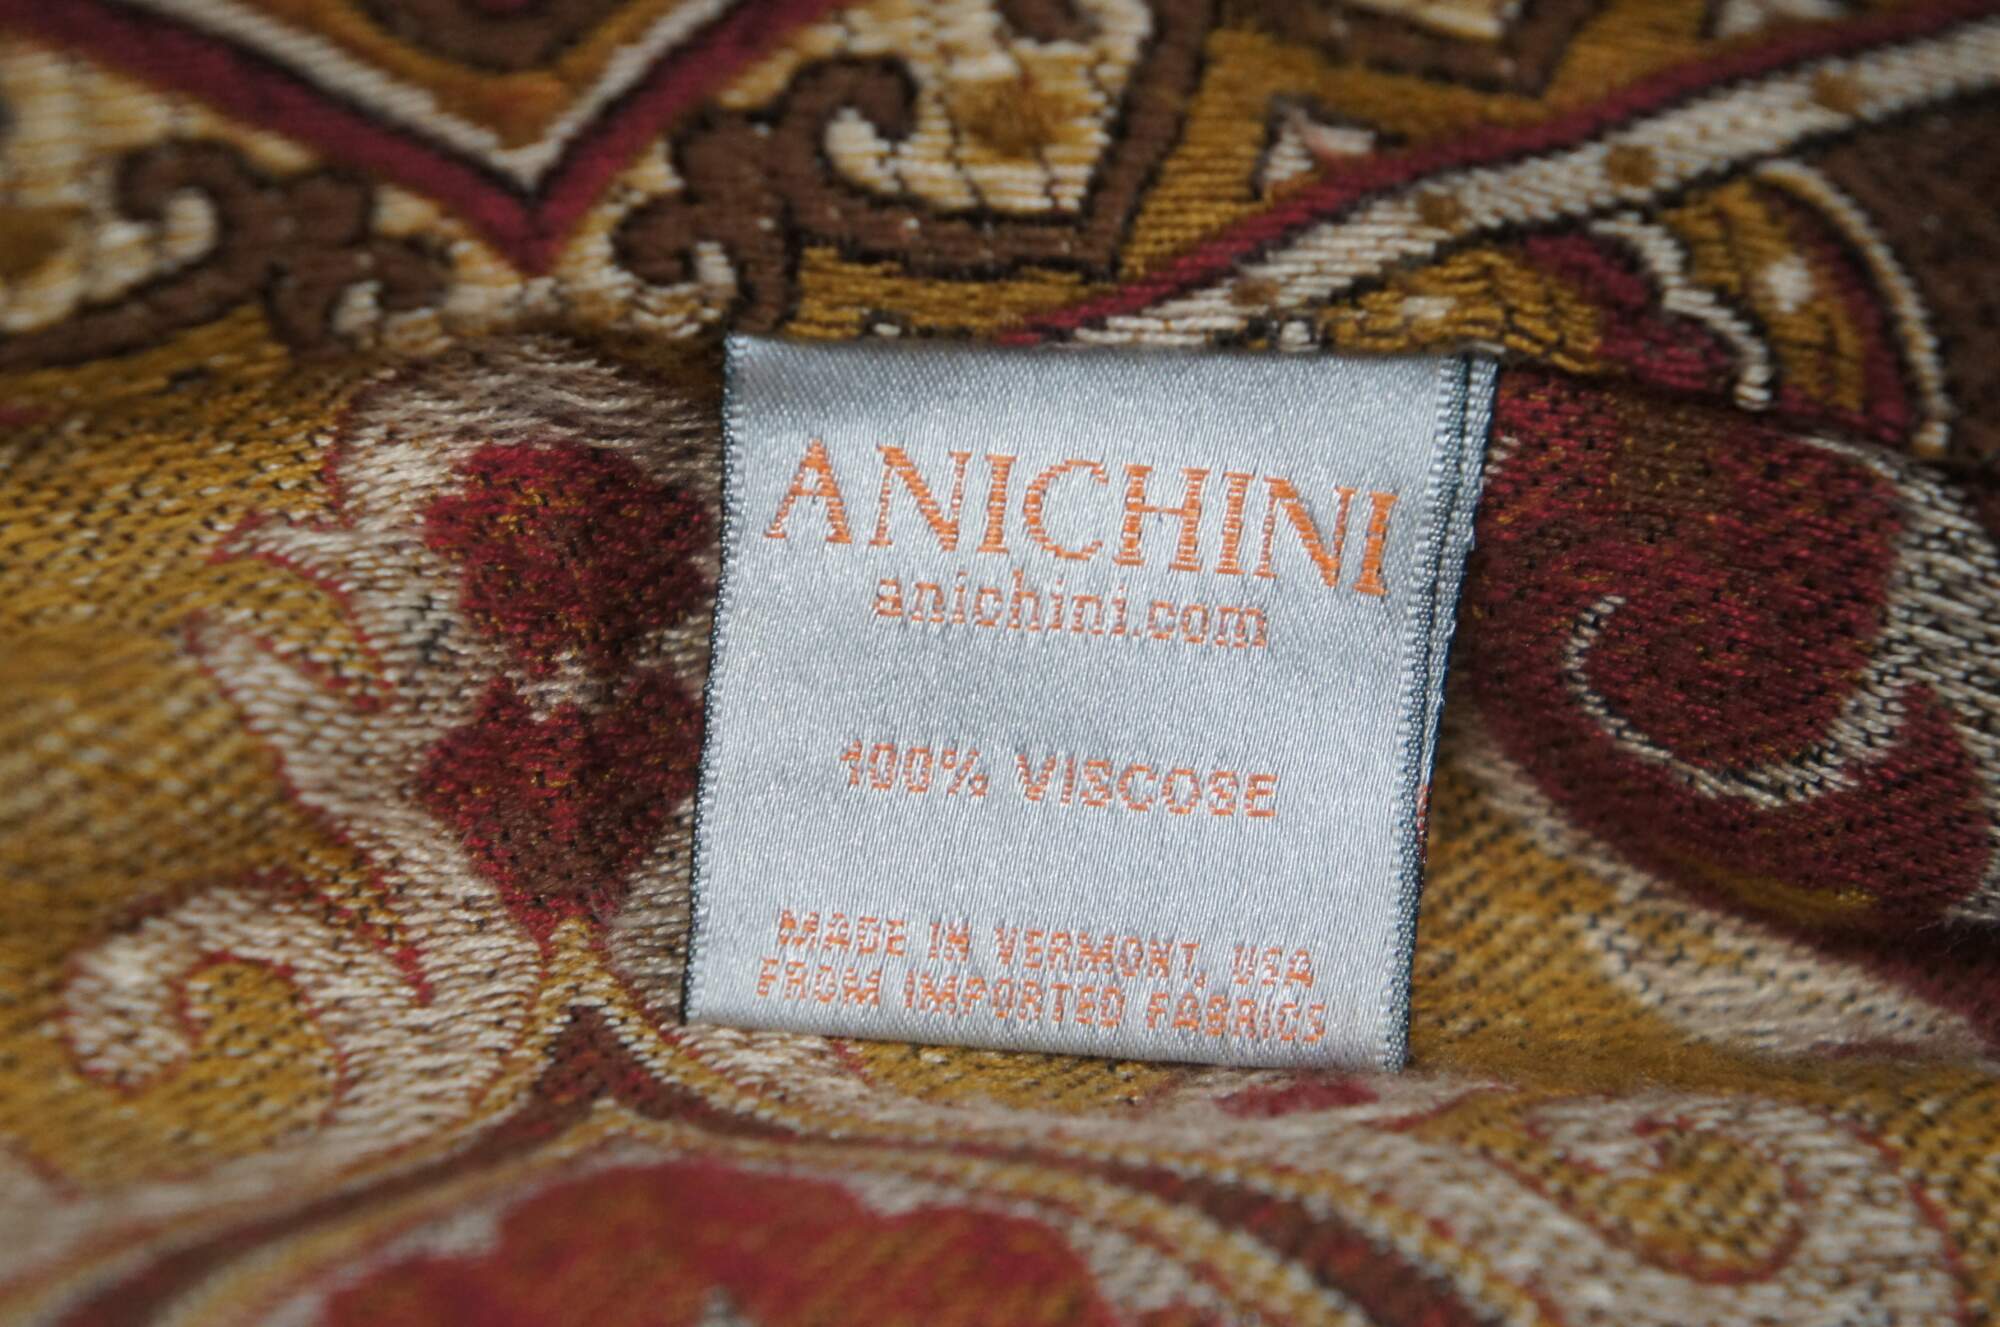 ANICHINI
anichini.com
100% VISCOSE
MADE IN VERMONT, USA
FROM IMPORTED FABRICS